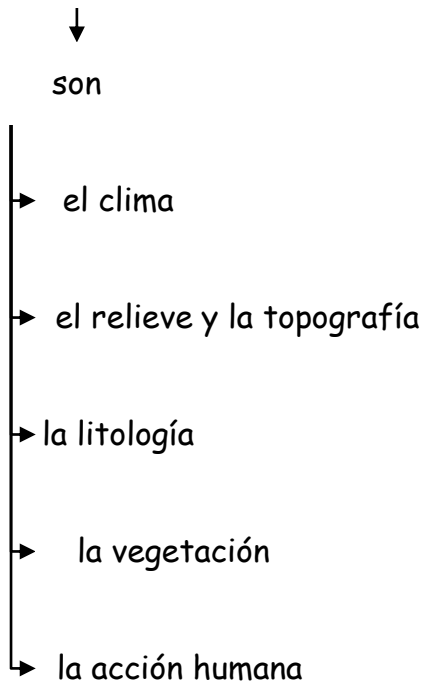 son
el clima
el relieve y la topografía
la litología
la vegetación
la acción humana